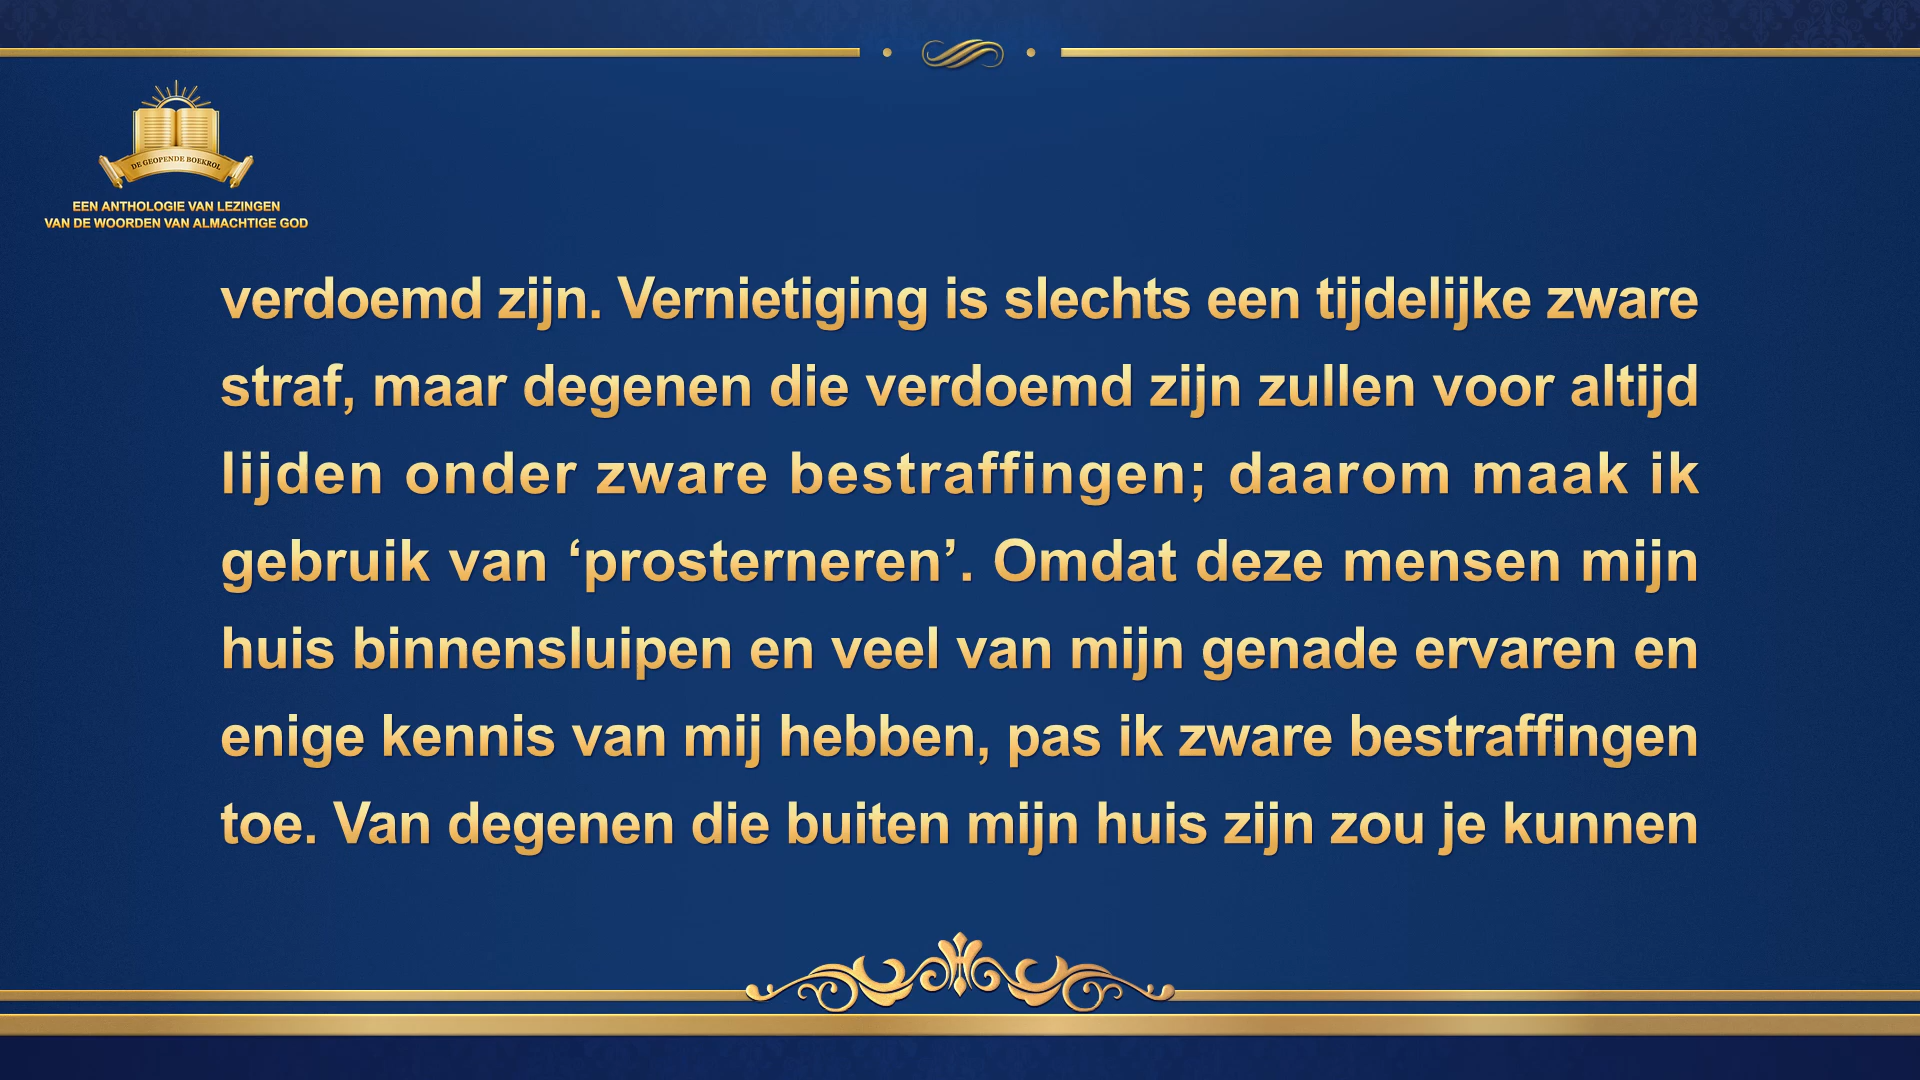 DE GEOPENDE BOEKROL
EEN ANTHOLOGIE VAN LEZINGEN
VAN DE WOORDEN VAN ALMACHTIGE GOD
verdoemd zijn. Vernietiging is slechts een tijdelijke zware
straf, maar degenen die verdoemd zijn zullen voor altijd
lijden onder zware bestraffingen; daarom maak ik
gebruik van ‘prosterneren’. Omdat deze mensen mijn
huis binnensluipen en veel van mijn genade ervaren en
enige kennis van mij hebben, pas ik zware bestraffingen
toe. Van degenen die buiten mijn huis zijn zou je kunnen